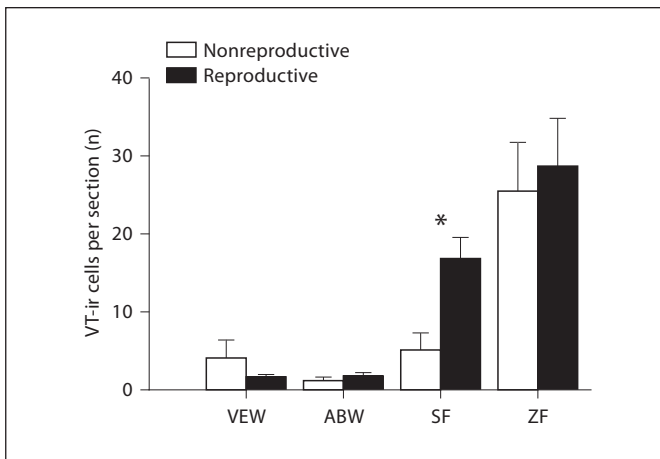 Nonreproductive
Reproductive
VT-ir cells per section (n)
40
30
20
10
0
*
VEW ABW SF ZF